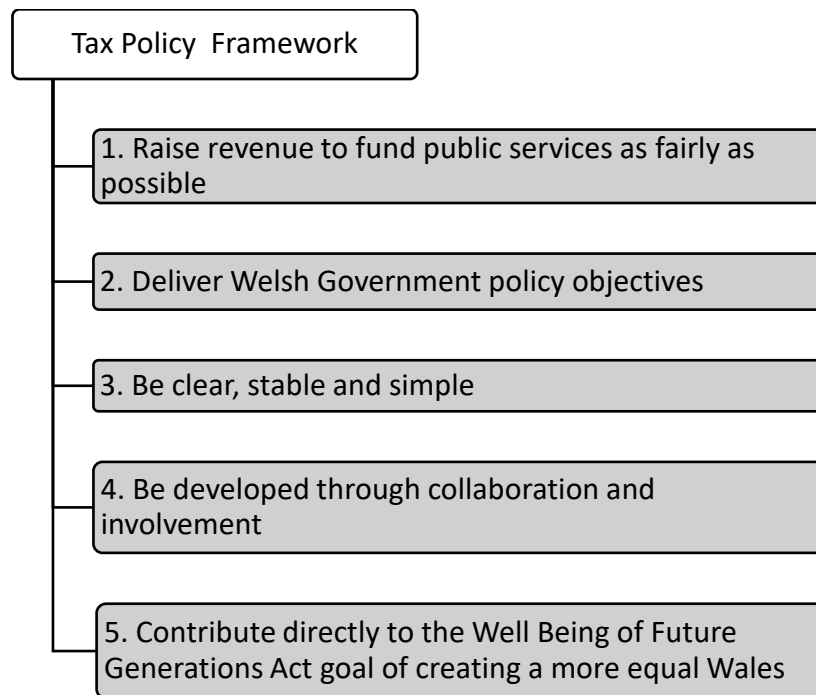 Tax Policy  Framework
1. Raise revenue to fund public services as fairly as
possible
2. Deliver Welsh Government policy objectives
3. Be clear, stable and simple
4. Be developed through collaboration and
involvement
5. Contribute directly to the Well Being of Future
Generations Act goal of creating a more equal Wales